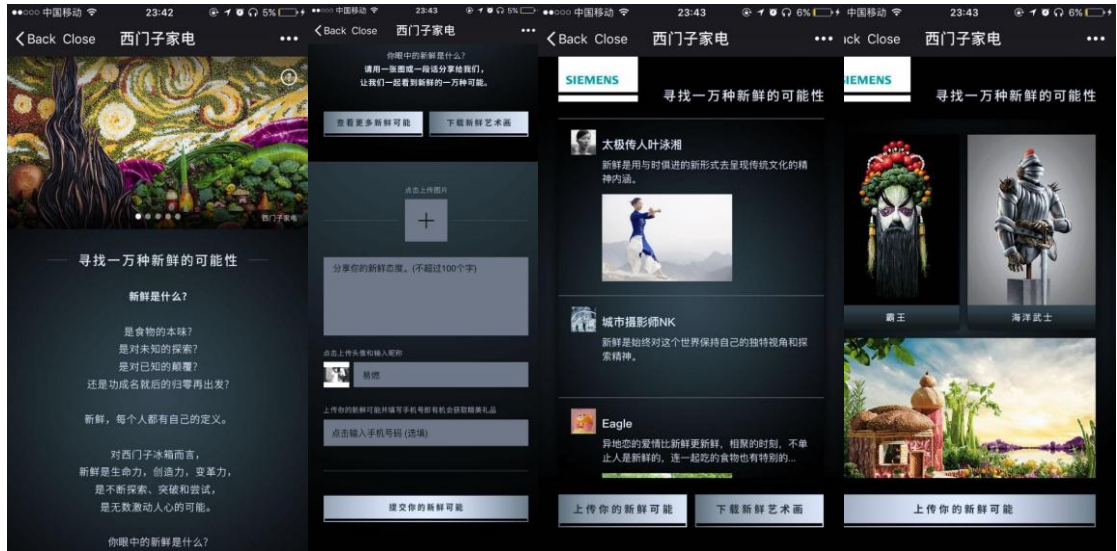 中国移动
23:42
5%
Back Close 西门子家电
西门子家电
寻找一万种新鲜的可能性
新鲜是什么?
是食物的本味?
是对未知的探索?
是对已知的颠覆?
还是功成名就后的归零再出发?
新鲜,每个人都有自己的定义。
对西门子冰箱而言,
新鲜是生命力,创造力,变革力,
是不断探索、突破和尝试,
是无数激动人心的可能。
你眼中的新鲜是什么?
中国移动
23:43
5%
Back Close 西门子家电
你眼中的新鲜是什么?
请用一张图或一段话分享给我们,
让我们一起看到新鲜的一万种可能。
查看更多新鲜可能 下载新鲜艺术画
点击上传图片
分享你的新鲜态度。(不超过100个字)
点击上传头像和输入昵称
易燃
上传你的新鲜可能并填写手机号即有机会获取精美礼品
点击输入手机号码 (选填)
提交你的新鲜可能
中国移动
23:43
6%
Back Close 西门子家电
SIEMENS
寻找一万种新鲜的可能性
太极传人叶泳湘
新鲜是用与时俱进的新形式去呈现传统文化的精
神内涵。
城市摄影师NK
新鲜是始终对这个世界保持自己的独特视角和探
索精神。
Eagle
异地恋的爱情比新鲜更新鲜,相聚的时刻,不单
止人是新鲜的,连一起吃的食物也有特别的...
上传你的新鲜可能 下载新鲜艺术画
中国移动
23:43
6%
ck Close 西门子家电
IEMENS
寻找一万种新鲜的可能性
霸王 海洋武士
上传你的新鲜可能